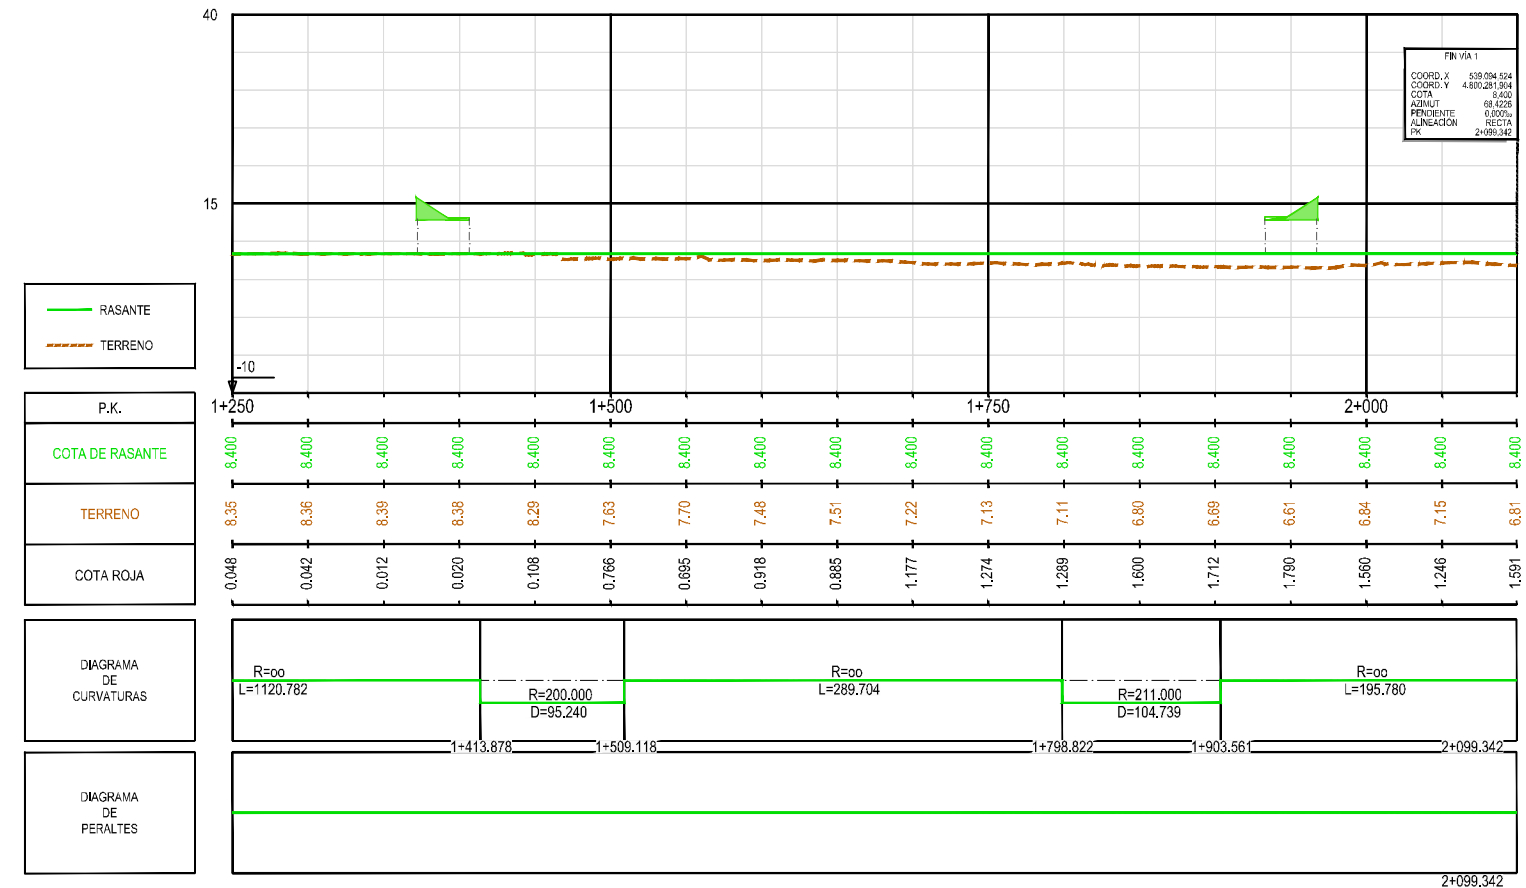 40
FIN VÍA 1
COORD. X 539.094,524
COORD. Y 4.800.281,904
COTA 8,400
AZIMUT 68,4226
PENDIENTE 0,000‰
ALINEACIÓN RECTA
PK 2+099,342
15
RASANTE
TERRENO
-10
P.K. 1+250 1+500 1+750 2+000
COTA DE RASANTE 8.400 8.400 8.400 8.400 8.400 8.400 8.400 8.400 8.400 8.400 8.400 8.400 8.400 8.400 8.400 8.400 8.400 8.400
TERRENO 8.35 8.36 8.39 8.38 8.29 7.63 7.70 7.48 7.51 7.22 7.13 7.11 6.80 6.69 6.61 6.84 7.15 6.81
COTA ROJA 0.048 0.042 0.012 0.020 0.108 0.766 0.695 0.918 0.885 1.177 1.274 1.289 1.600 1.712 1.790 1.560 1.246 1.591
DIAGRAMA
DE
CURVATURAS
R=oo
L=1120.782
R=200.000
D=95.240
R=oo
L=289.704
R=211.000
D=104.739
R=oo
L=195.780
1+413.878 1+509.118 1+798.822 1+903.561 2+099.342
DIAGRAMA
DE
PERALTES
2+099.342